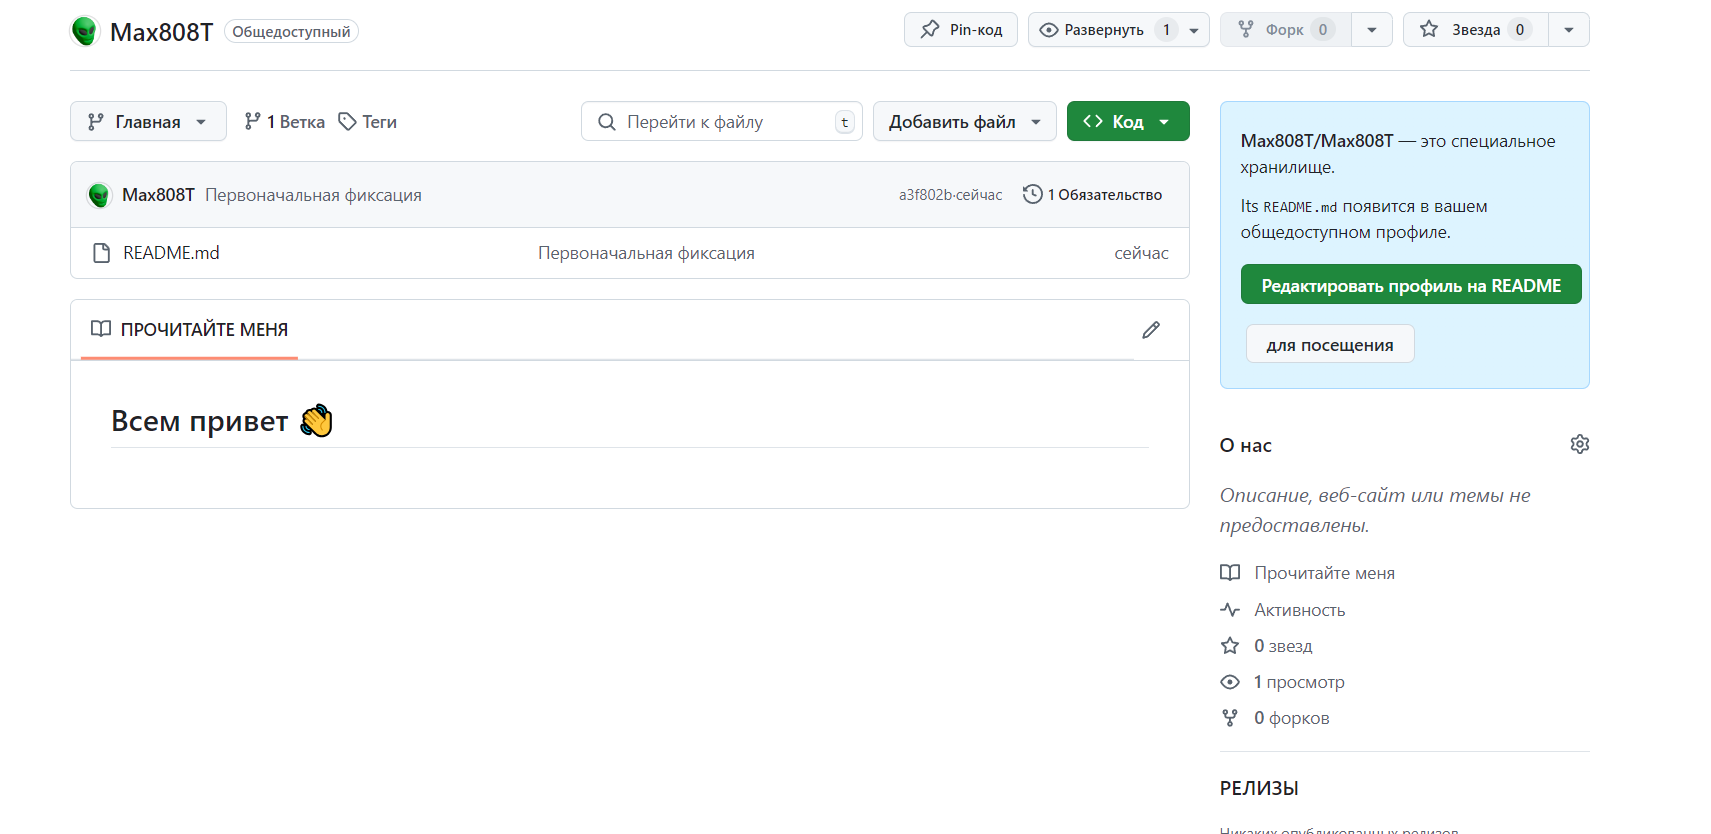 Max808T Общедоступный
Pin-код
Развернуть 1
Форк 0
Звезда 0
Главная
1 Ветка
Теги
Перейти к файлу t
Добавить файл
Код
Max808T Первоначальная фиксация a3f802b·сейчас 1 Обязательство
README.md Первоначальная фиксация сейчас
ПРОЧИТАЙТЕ МЕНЯ
Всем привет 👋
Max808T/Max808T — это специальное
хранилище.
Its README.md появится в вашем
общедоступном профиле.
Редактировать профиль на README
для посещения
О нас
Описание, веб-сайт или темы не
предоставлены.
Прочитайте меня
Активность
0 звезд
1 просмотр
0 форков
РЕЛИЗЫ
Никаких опубликованных релизов